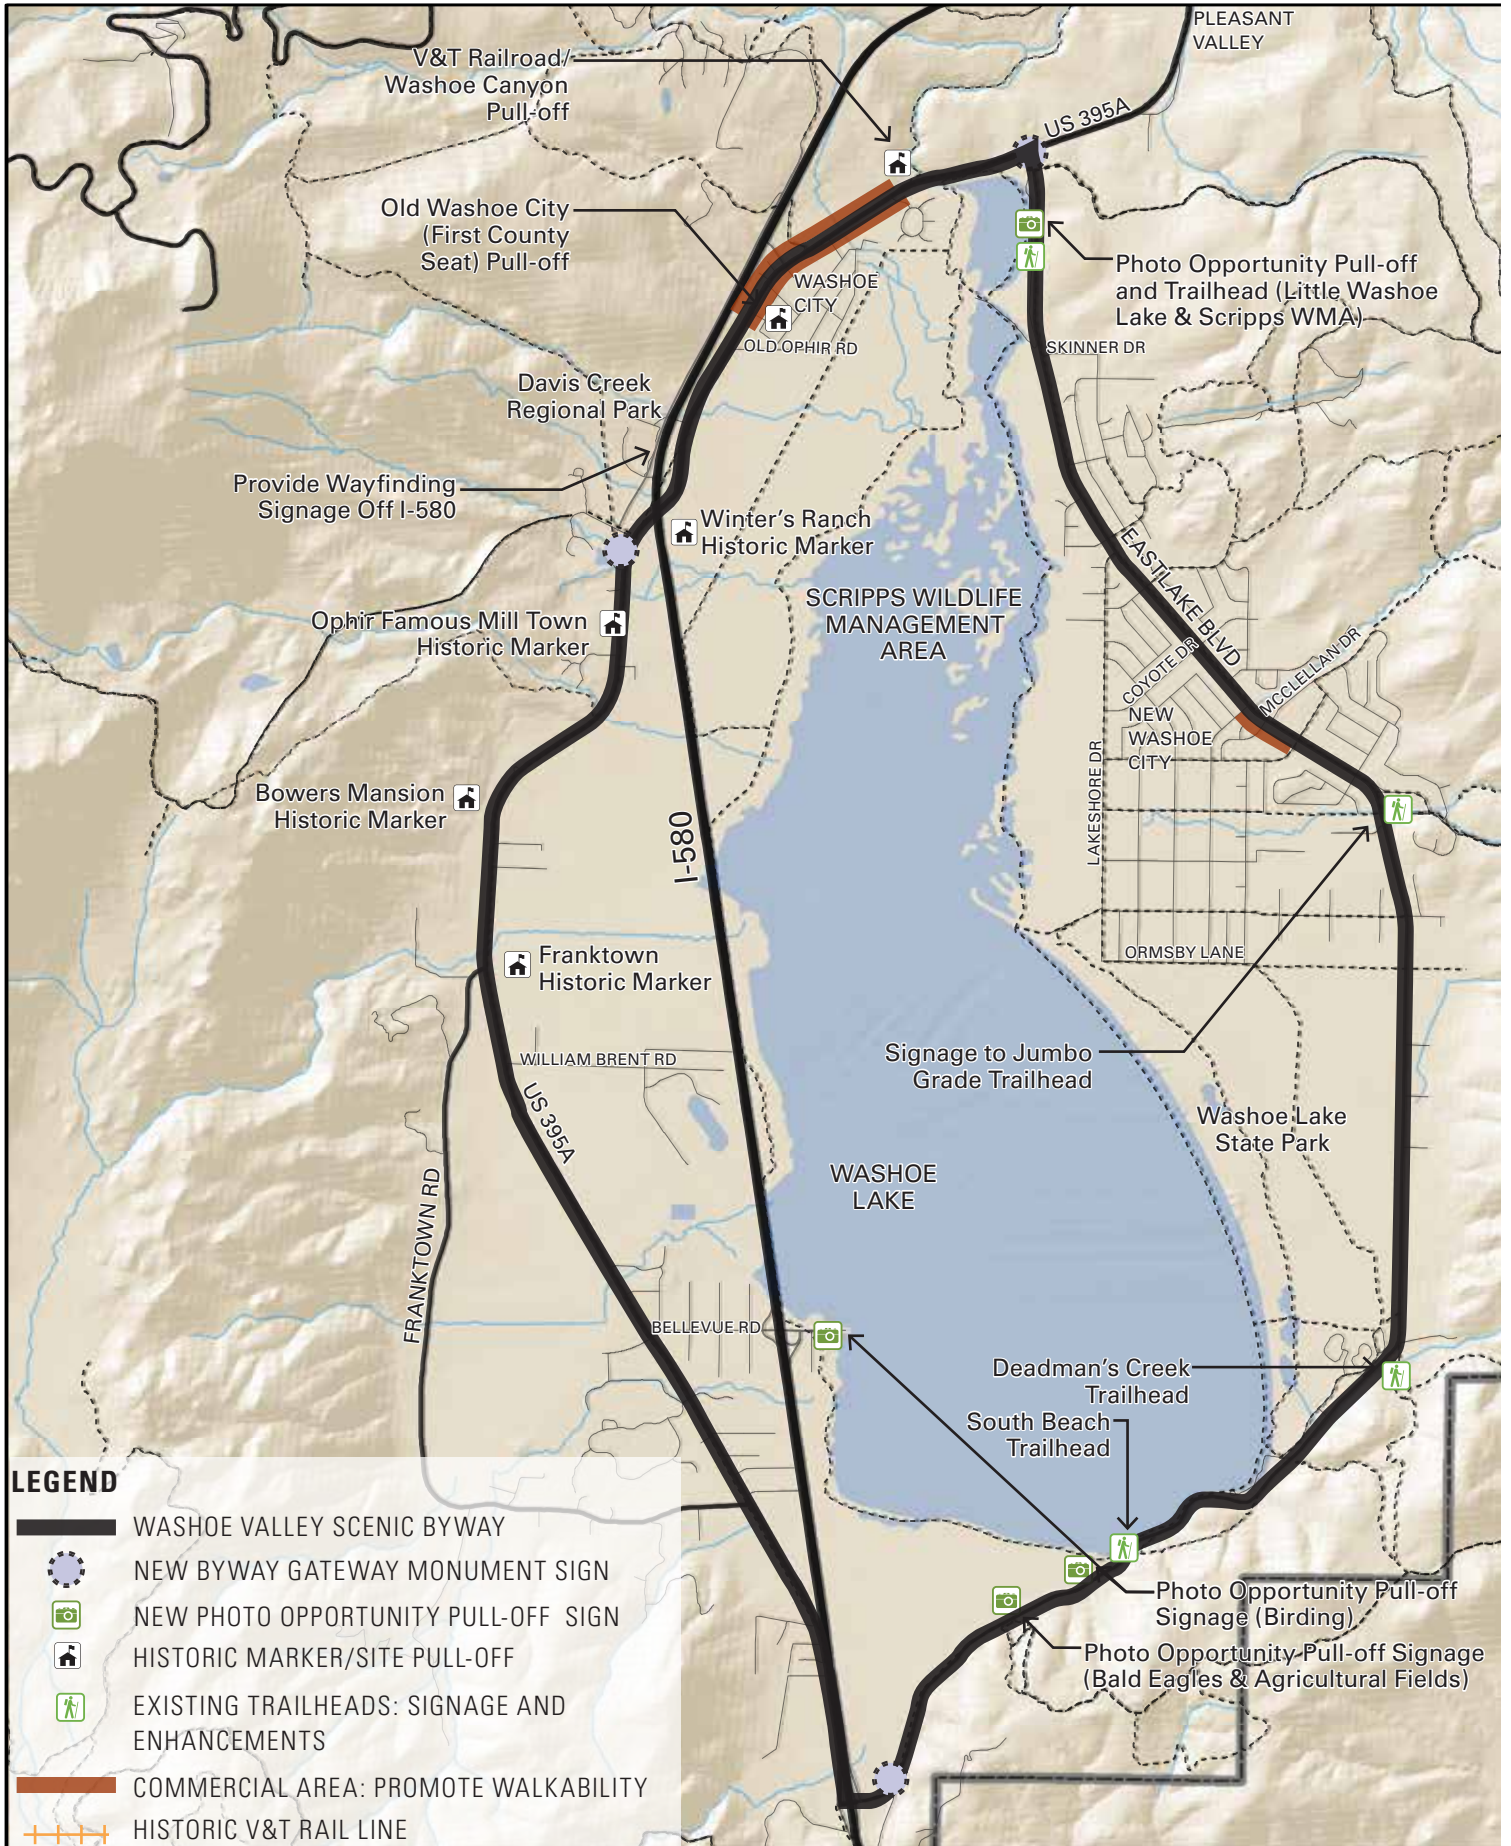 PLEASANT
VALLEY
V&T Railroad/
Washoe Canyon
Pull-off
US 395A
Old Washoe City
(First County
Seat) Pull-off
WASHOE
CITY
Photo Opportunity Pull-off
and Trailhead (Little Washoe
Lake & Scripps WMA)
OLD OPHIR RD
SKINNER DR
Davis Creek
Regional Park
Provide Wayfinding
Signage Off I-580
Winter's Ranch
Historic Marker
EASTLAKE BLVD
SCRIPPS WILDLIFE
MANAGEMENT
AREA
Ophir Famous Mill Town
Historic Marker
COYOTE DR
MCCLELLAN DR
NEW
WASHOE
CITY
LAKESHORE DR
Bowers Mansion
Historic Marker
I-580
Franktown
Historic Marker
ORMSBY LANE
WILLIAM BRENT RD
US 395A
Signage to Jumbo
Grade Trailhead
Washoe Lake
State Park
WASHOE
LAKE
FRANKTOWN RD
BELLEVUE RD
Deadman's Creek
Trailhead
South Beach
Trailhead
Photo Opportunity Pull-off
Signage (Birding)
Photo Opportunity Pull-off Signage
(Bald Eagles & Agricultural Fields)
LEGEND
WASHOE VALLEY SCENIC BYWAY
NEW BYWAY GATEWAY MONUMENT SIGN
NEW PHOTO OPPORTUNITY PULL-OFF SIGN
HISTORIC MARKER/SITE PULL-OFF
EXISTING TRAILHEADS: SIGNAGE AND
ENHANCEMENTS
COMMERCIAL AREA: PROMOTE WALKABILITY
HISTORIC V&T RAIL LINE